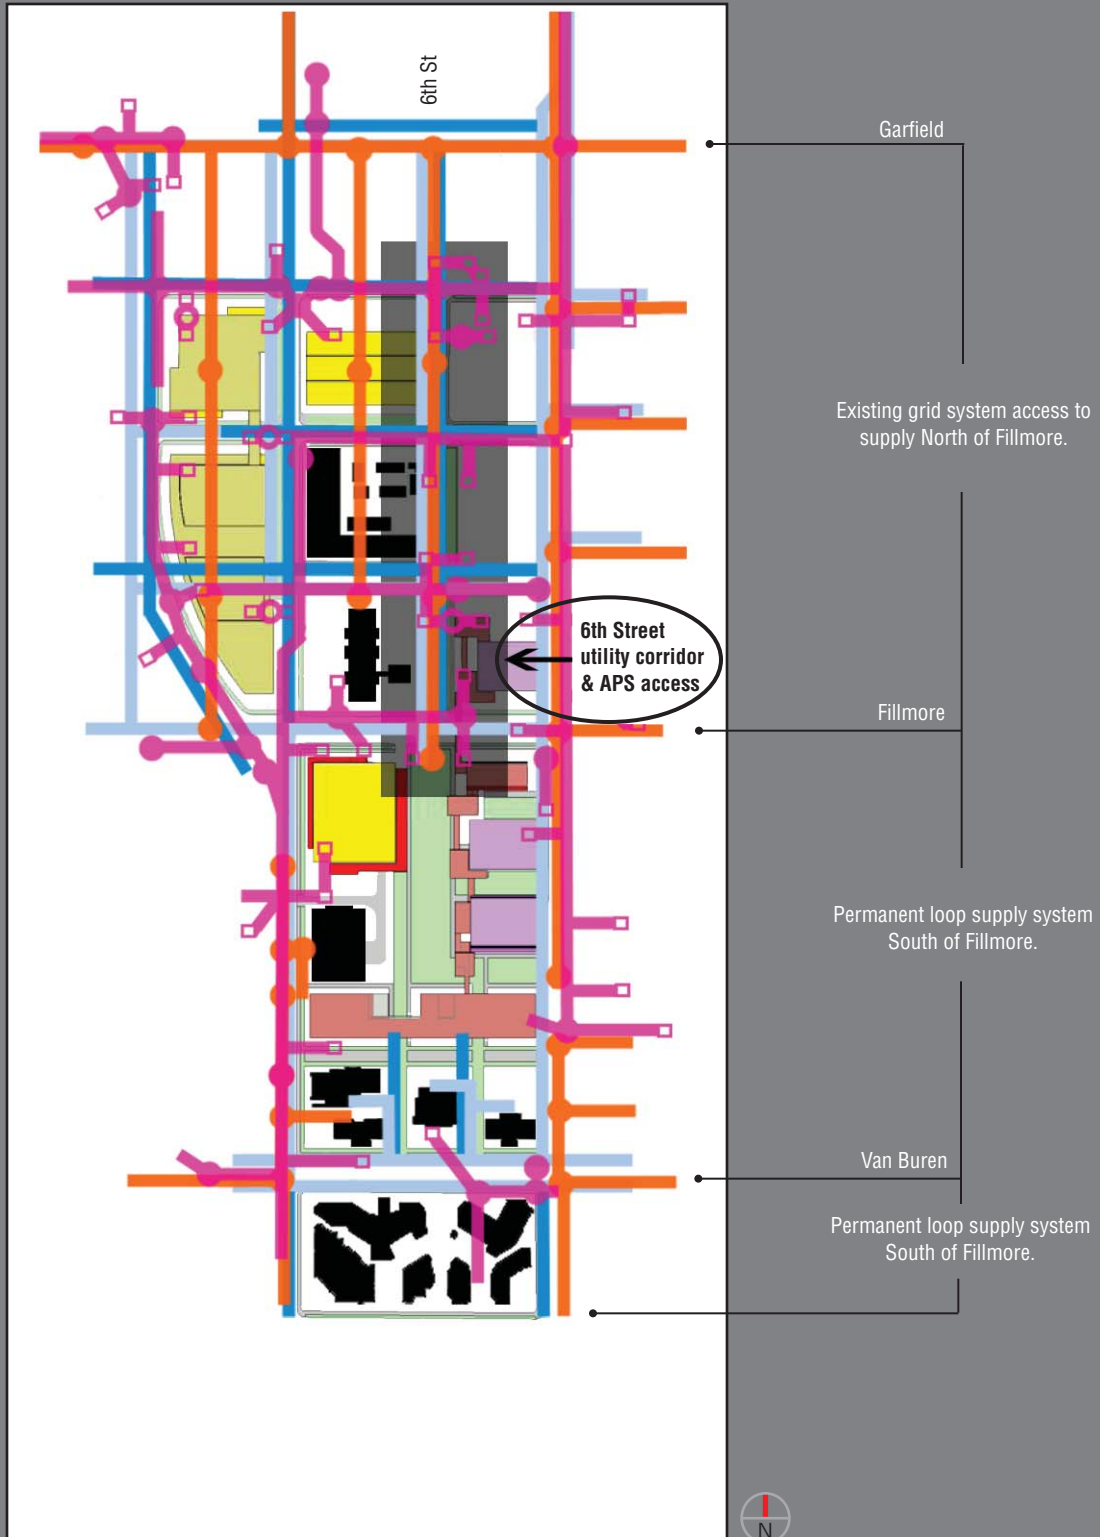 6th St
Garfield
Existing grid system access to
supply North of Fillmore.
6th Street
utility corridor
& APS access
Fillmore
Permanent loop supply system
South of Fillmore.
Van Buren
Permanent loop supply system
South of Fillmore.
N